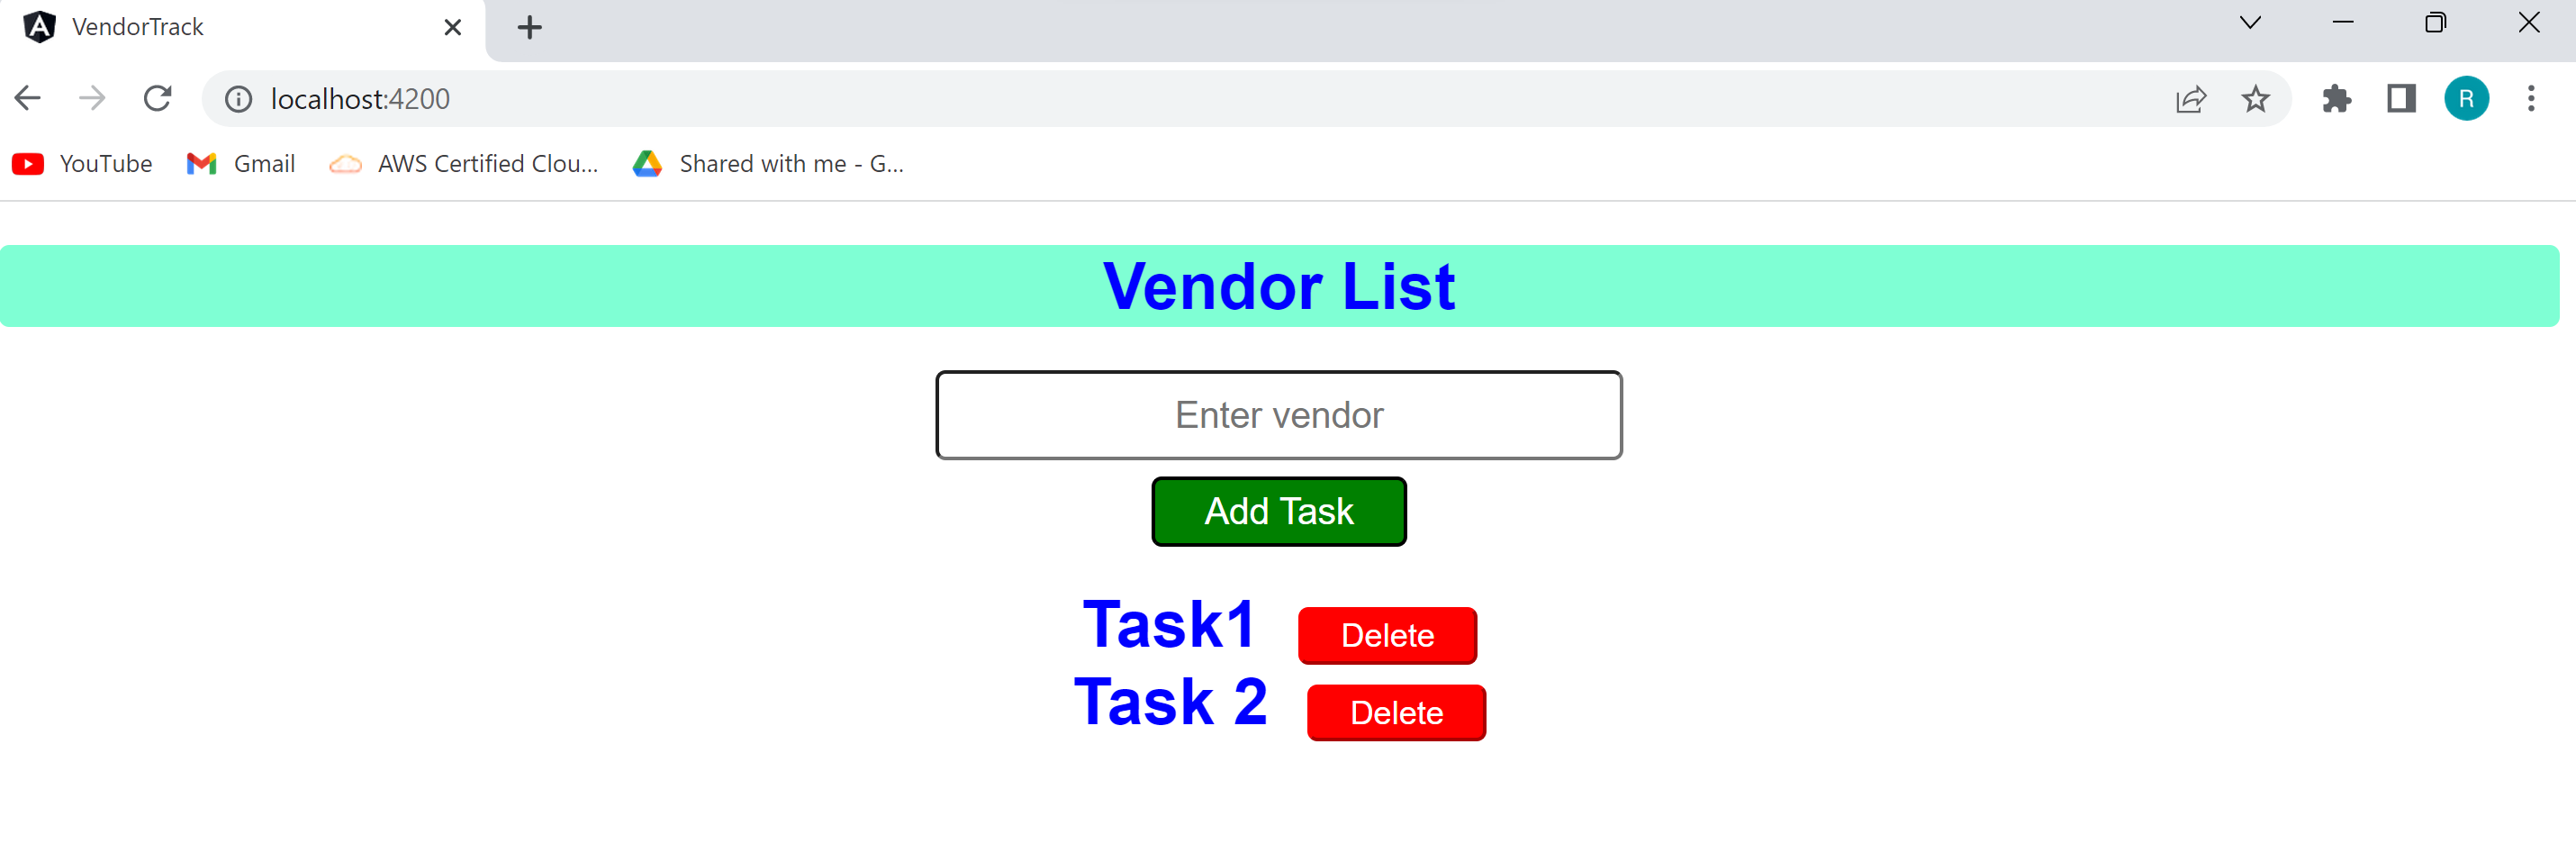 VendorTrack
localhost:4200
R
YouTube Gmail AWS Certified Clou... Shared with me - G...
Vendor List
Enter vendor
Add Task
Task1 Delete
Task 2 Delete